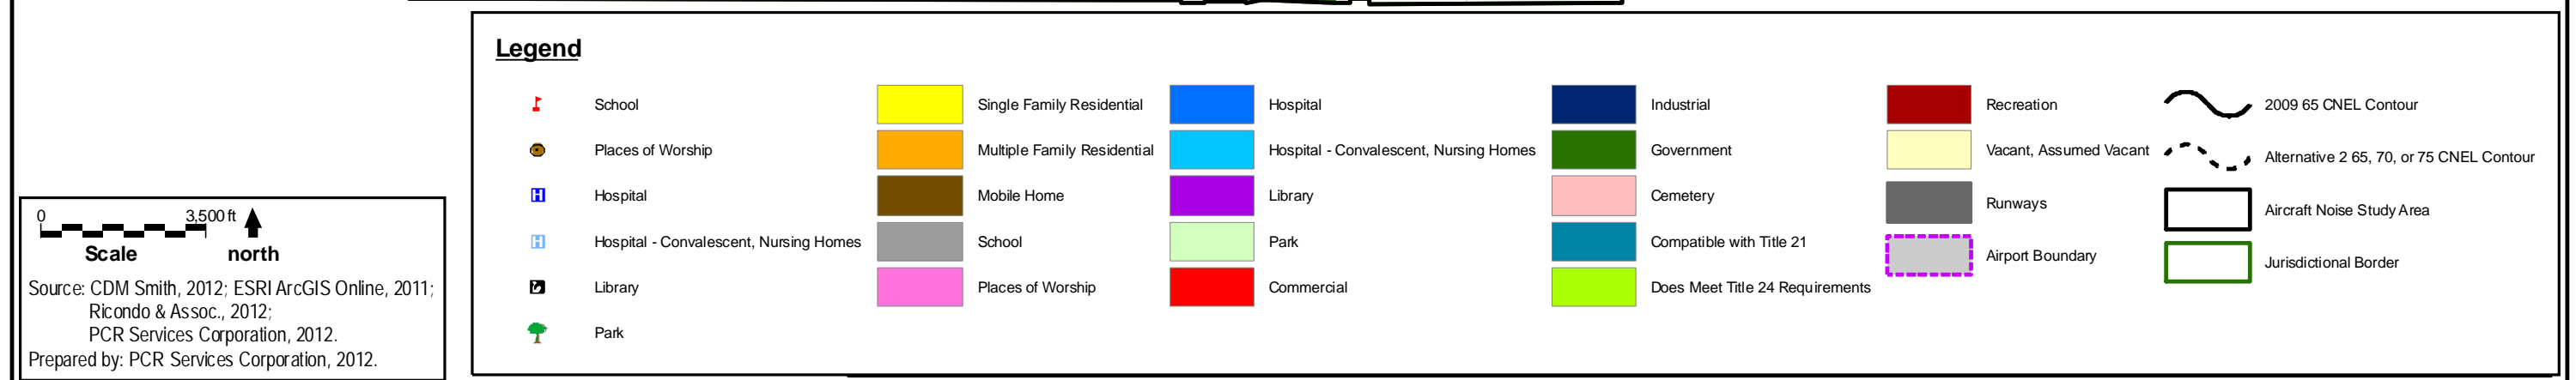 Legend
School
Places of Worship
Hospital
Hospital - Convalescent, Nursing Homes
Library
Park
Single Family Residential
Multiple Family Residential
Mobile Home
School
Places of Worship
Hospital
Hospital - Convalescent, Nursing Homes
Library
Park
Commercial
Industrial
Government
Cemetery
Compatible with Title 21
Does Meet Title 24 Requirements
Recreation
Vacant, Assumed Vacant
Runways
Airport Boundary
2009 65 CNEL Contour
Alternative 2 65, 70, or 75 CNEL Contour
Aircraft Noise Study Area
Jurisdictional Border
0 3,500 ft
Scale north
Source: CDM Smith, 2012; ESRI ArcGIS Online, 2011;
Ricondo & Assoc., 2012;
PCR Services Corporation, 2012.
Prepared by: PCR Services Corporation, 2012.